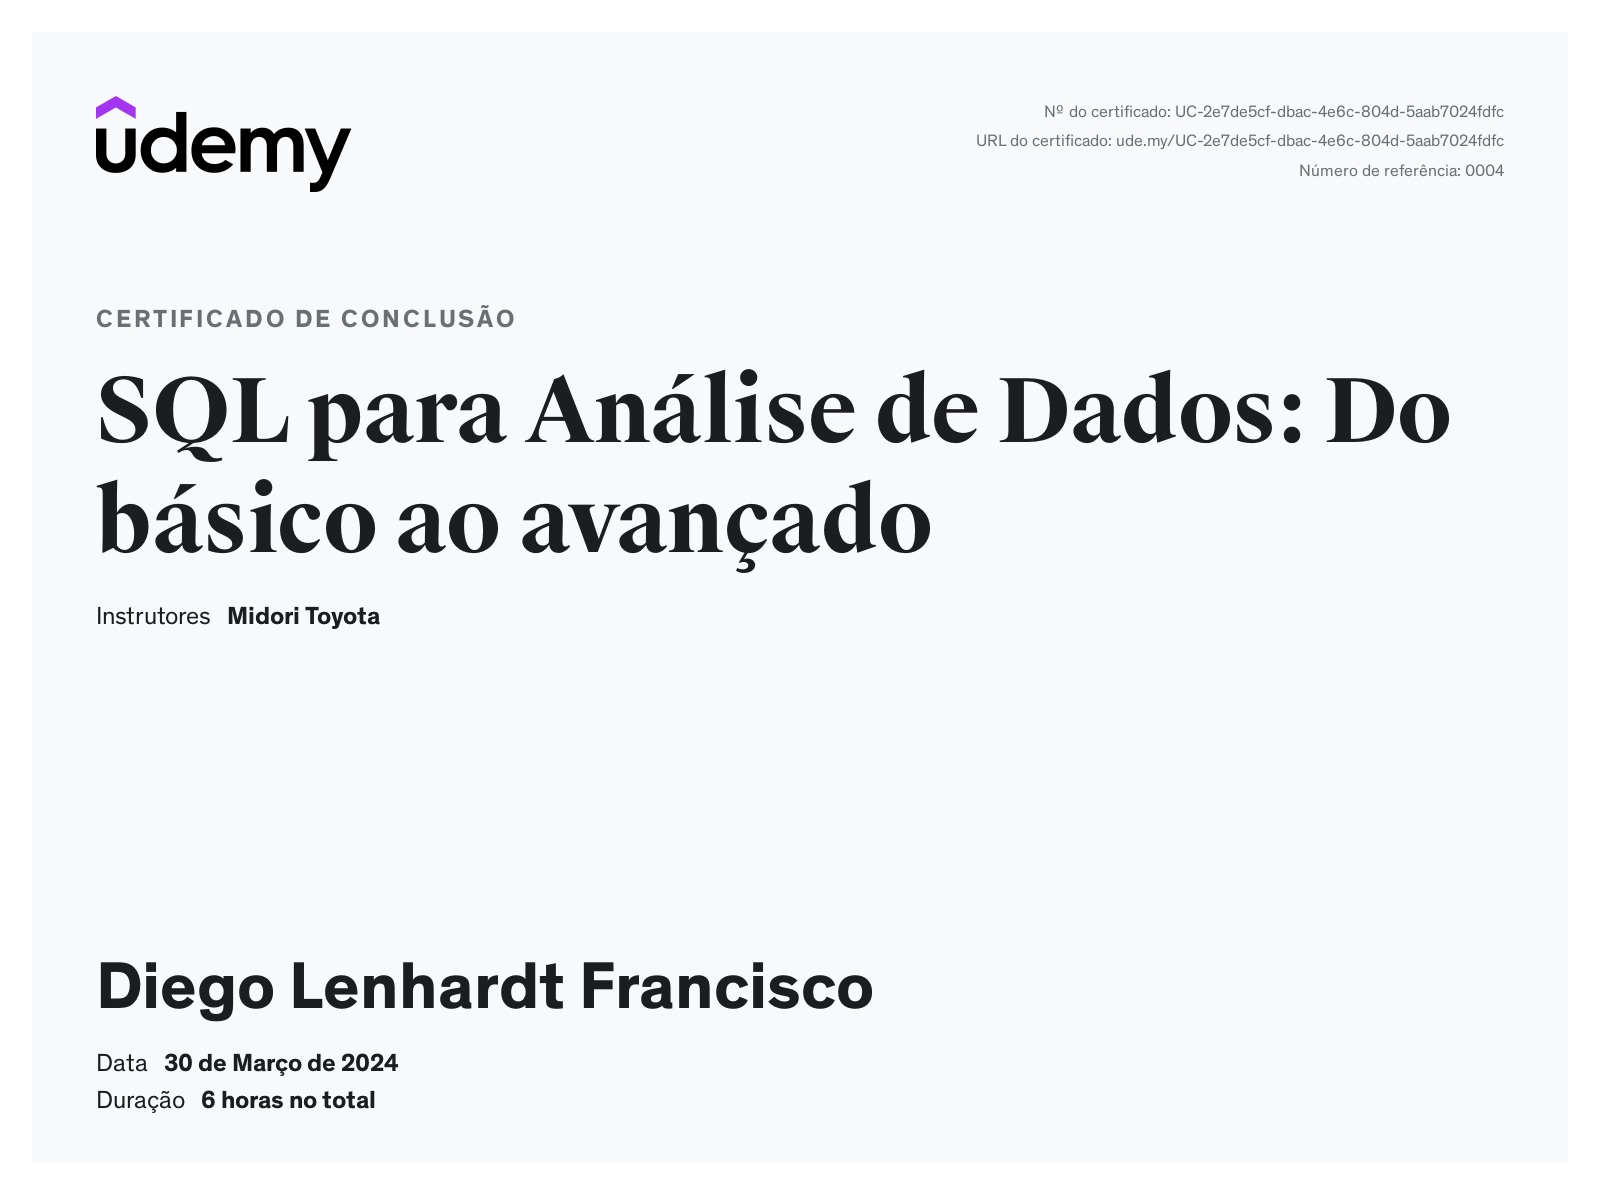 udemy
Nº do certificado: UC-2e7de5cf-dbac-4e6c-804d-5aab7024fdfc
URL do certificado: ude.my/UC-2e7de5cf-dbac-4e6c-804d-5aab7024fdfc
Número de referência: 0004
CERTIFICADO DE CONCLUSÃO
SQL para Análise de Dados: Do
básico ao avançado
Instrutores Midori Toyota
Diego Lenhardt Francisco
Data 30 de Março de 2024
Duração 6 horas no total